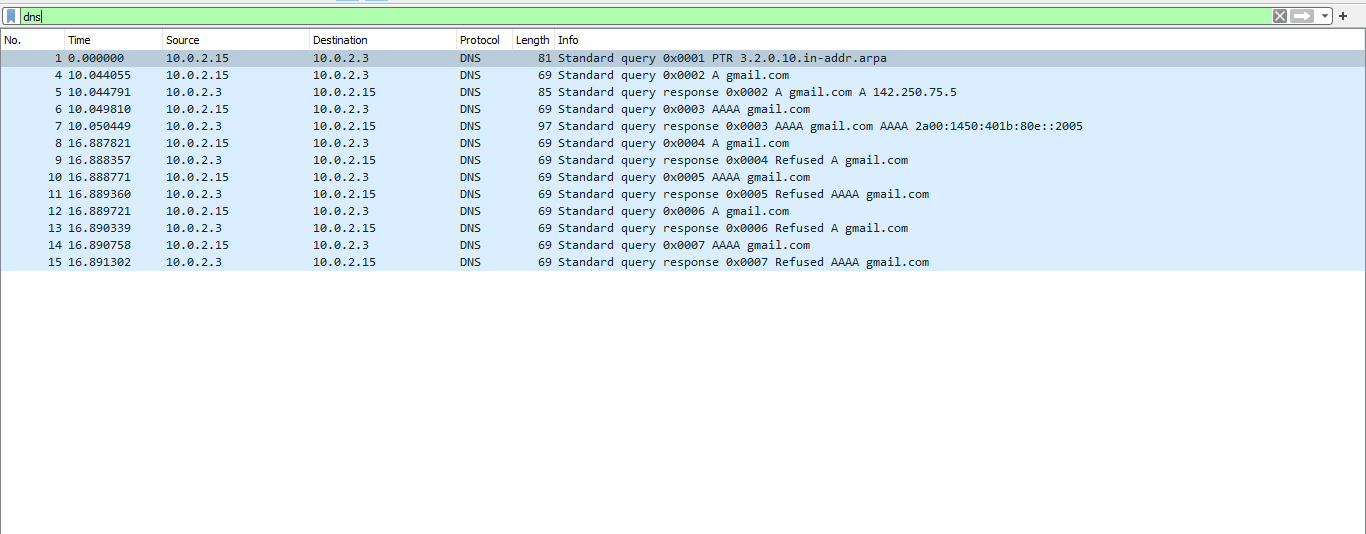 dns
No. Time Source Destination Protocol Length Info
1 0.000000 10.0.2.15 10.0.2.3 DNS 81 Standard query 0x0001 PTR 3.2.0.10.in-addr.arpa
4 10.044055 10.0.2.15 10.0.2.3 DNS 69 Standard query 0x0002 A gmail.com
5 10.044791 10.0.2.3 10.0.2.15 DNS 85 Standard query response 0x0002 A gmail.com A 142.250.75.5
6 10.049810 10.0.2.15 10.0.2.3 DNS 69 Standard query 0x0003 AAAA gmail.com
7 10.050449 10.0.2.3 10.0.2.15 DNS 97 Standard query response 0x0003 AAAA gmail.com AAAA 2a00:1450:401b:80e::2005
8 16.887821 10.0.2.15 10.0.2.3 DNS 69 Standard query 0x0004 A gmail.com
9 16.888357 10.0.2.3 10.0.2.15 DNS 69 Standard query response 0x0004 Refused A gmail.com
10 16.888771 10.0.2.15 10.0.2.3 DNS 69 Standard query 0x0005 AAAA gmail.com
11 16.889360 10.0.2.3 10.0.2.15 DNS 69 Standard query response 0x0005 Refused AAAA gmail.com
12 16.889721 10.0.2.15 10.0.2.3 DNS 69 Standard query 0x0006 A gmail.com
13 16.890339 10.0.2.3 10.0.2.15 DNS 69 Standard query response 0x0006 Refused A gmail.com
14 16.890758 10.0.2.15 10.0.2.3 DNS 69 Standard query 0x0007 AAAA gmail.com
15 16.891302 10.0.2.3 10.0.2.15 DNS 69 Standard query response 0x0007 Refused AAAA gmail.com